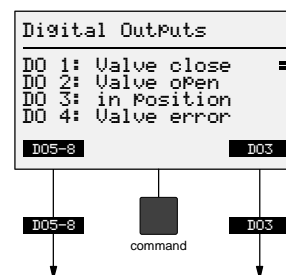 Digital Outputs
DO 1: Valve close
DO 2: Valve open
DO 3: in position
DO 4: Valve error
DO5-8 DO3
DO5-8 DO3
command